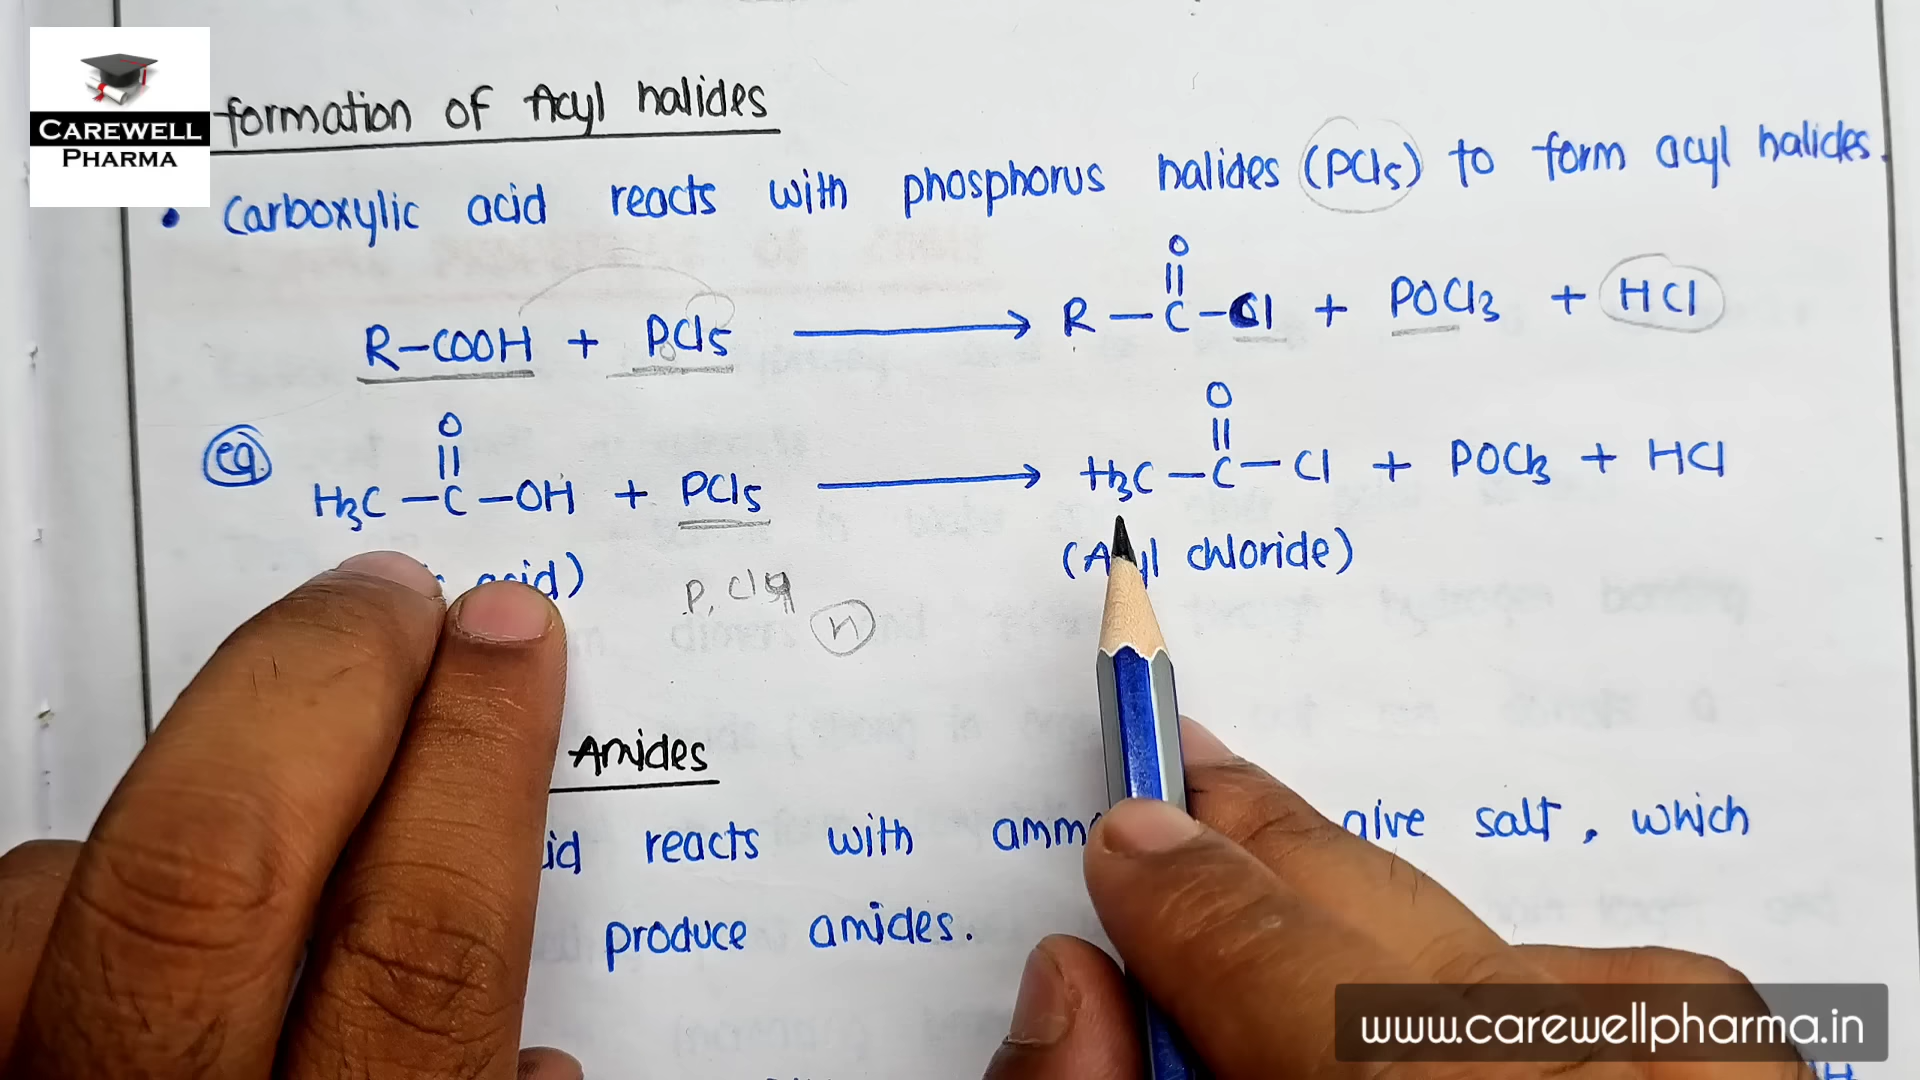 CAREWELL
PHARMA
formation of Acyl halides
• Carboxylic acid reacts with phosphorus halides (PCl5) to form acyl halides.
O
||
R–COOH + PCl5 ⟶ R–C–Cl + POCl3 + HCl
O O
|| ||
eg. H3C–C–OH + PCl5 ⟶ H3C–C–Cl + POCl3 + HCl
acid) (Acyl chloride)
P, Cl
n
Amides
reacts with give salt, which
produce amides.
www.carewellpharma.in